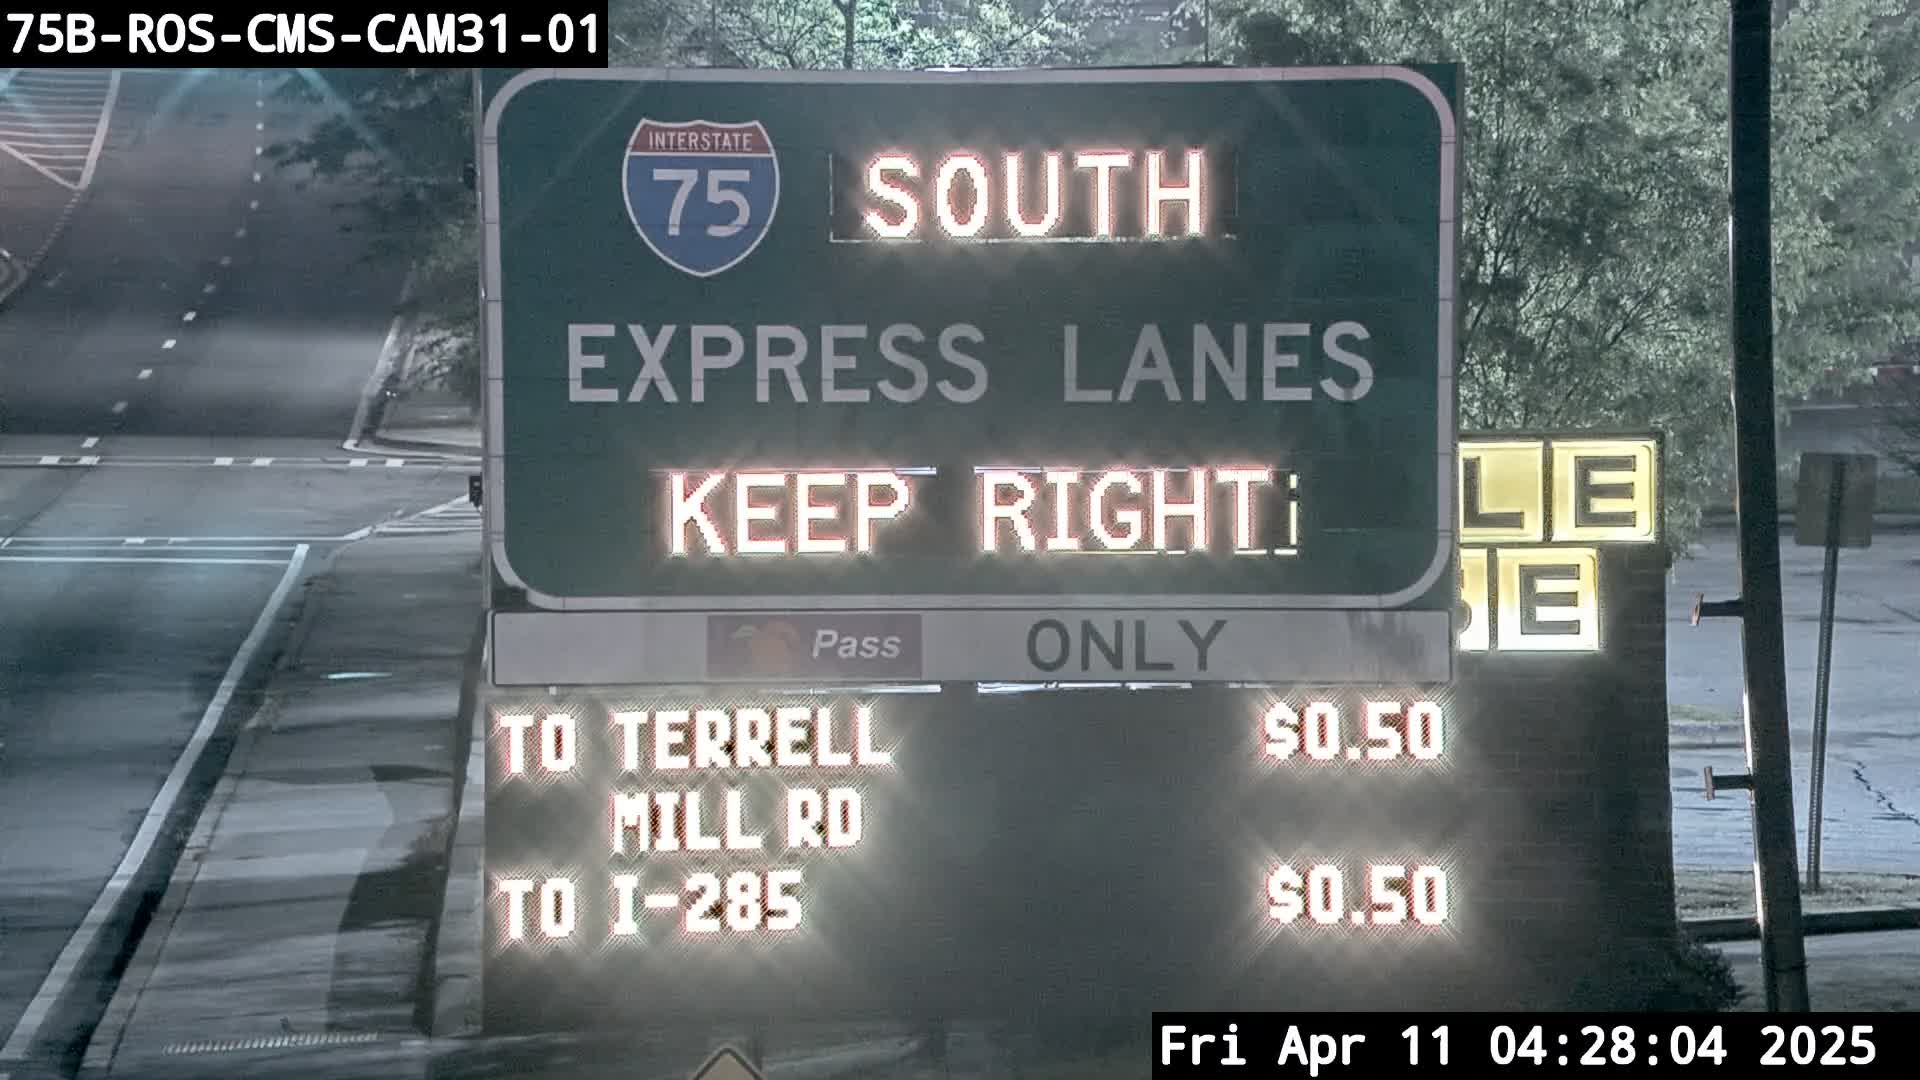 75B-ROS-CMS-CAM31-01
INTERSTATE
75
SOUTH
EXPRESS LANES
KEEP RIGHT
LE
E
Pass ONLY
TO TERRELL $0.50
MILL RD
TO I-285 $0.50
Fri Apr 11 04:28:04 2025